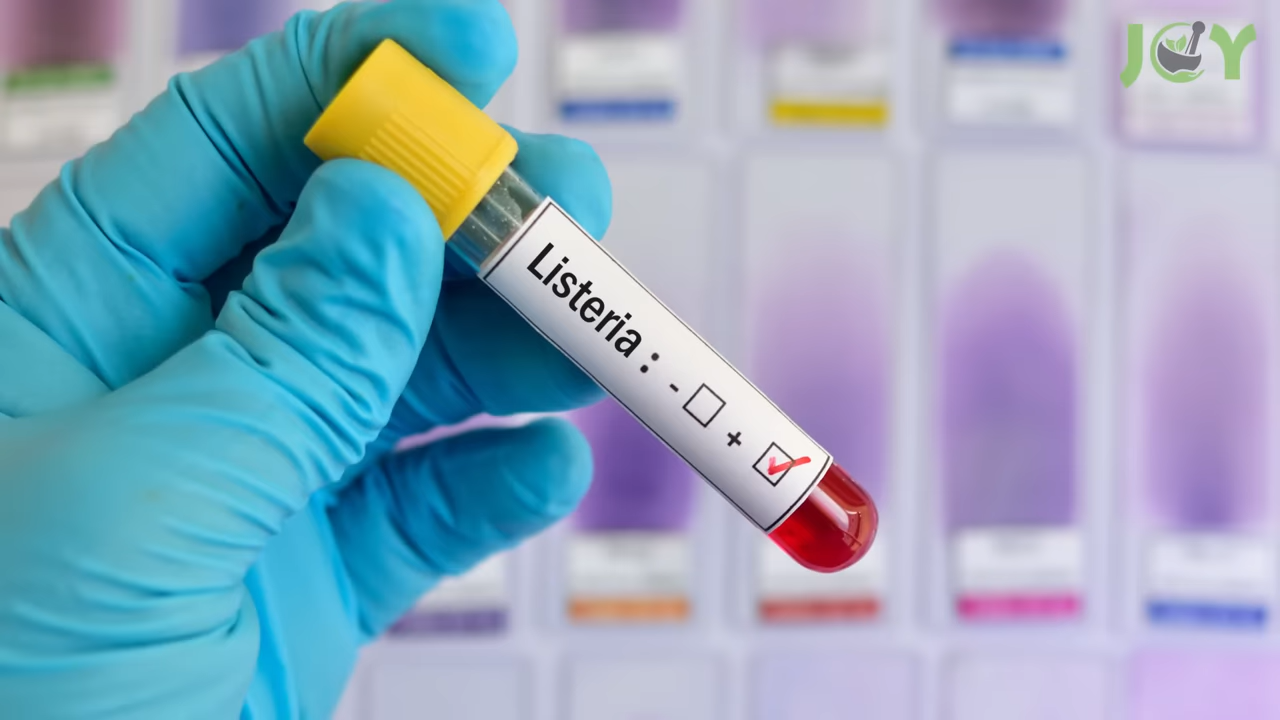 JOY
Listeria : - ☐ + ☑